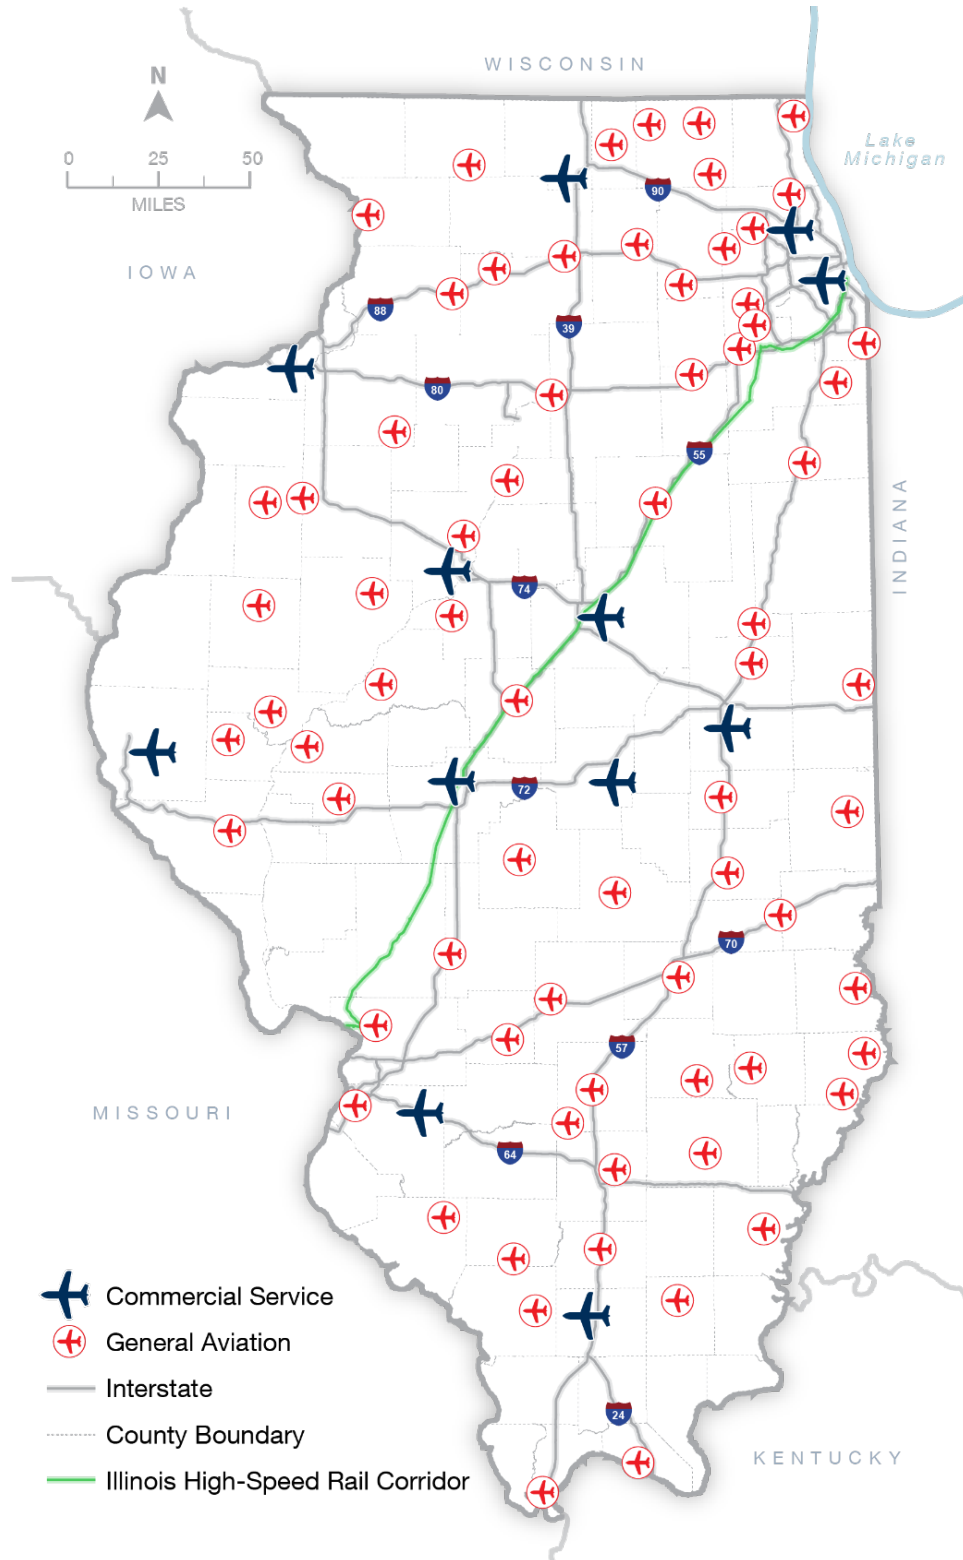 WISCONSIN
N
Lake
Michigan
0 25 50
MILES
90
IOWA
88
39
80
55
INDIANA
74
72
70
57
MISSOURI
64
Commercial Service
General Aviation
Interstate
24
County Boundary
KENTUCKY
Illinois High-Speed Rail Corridor